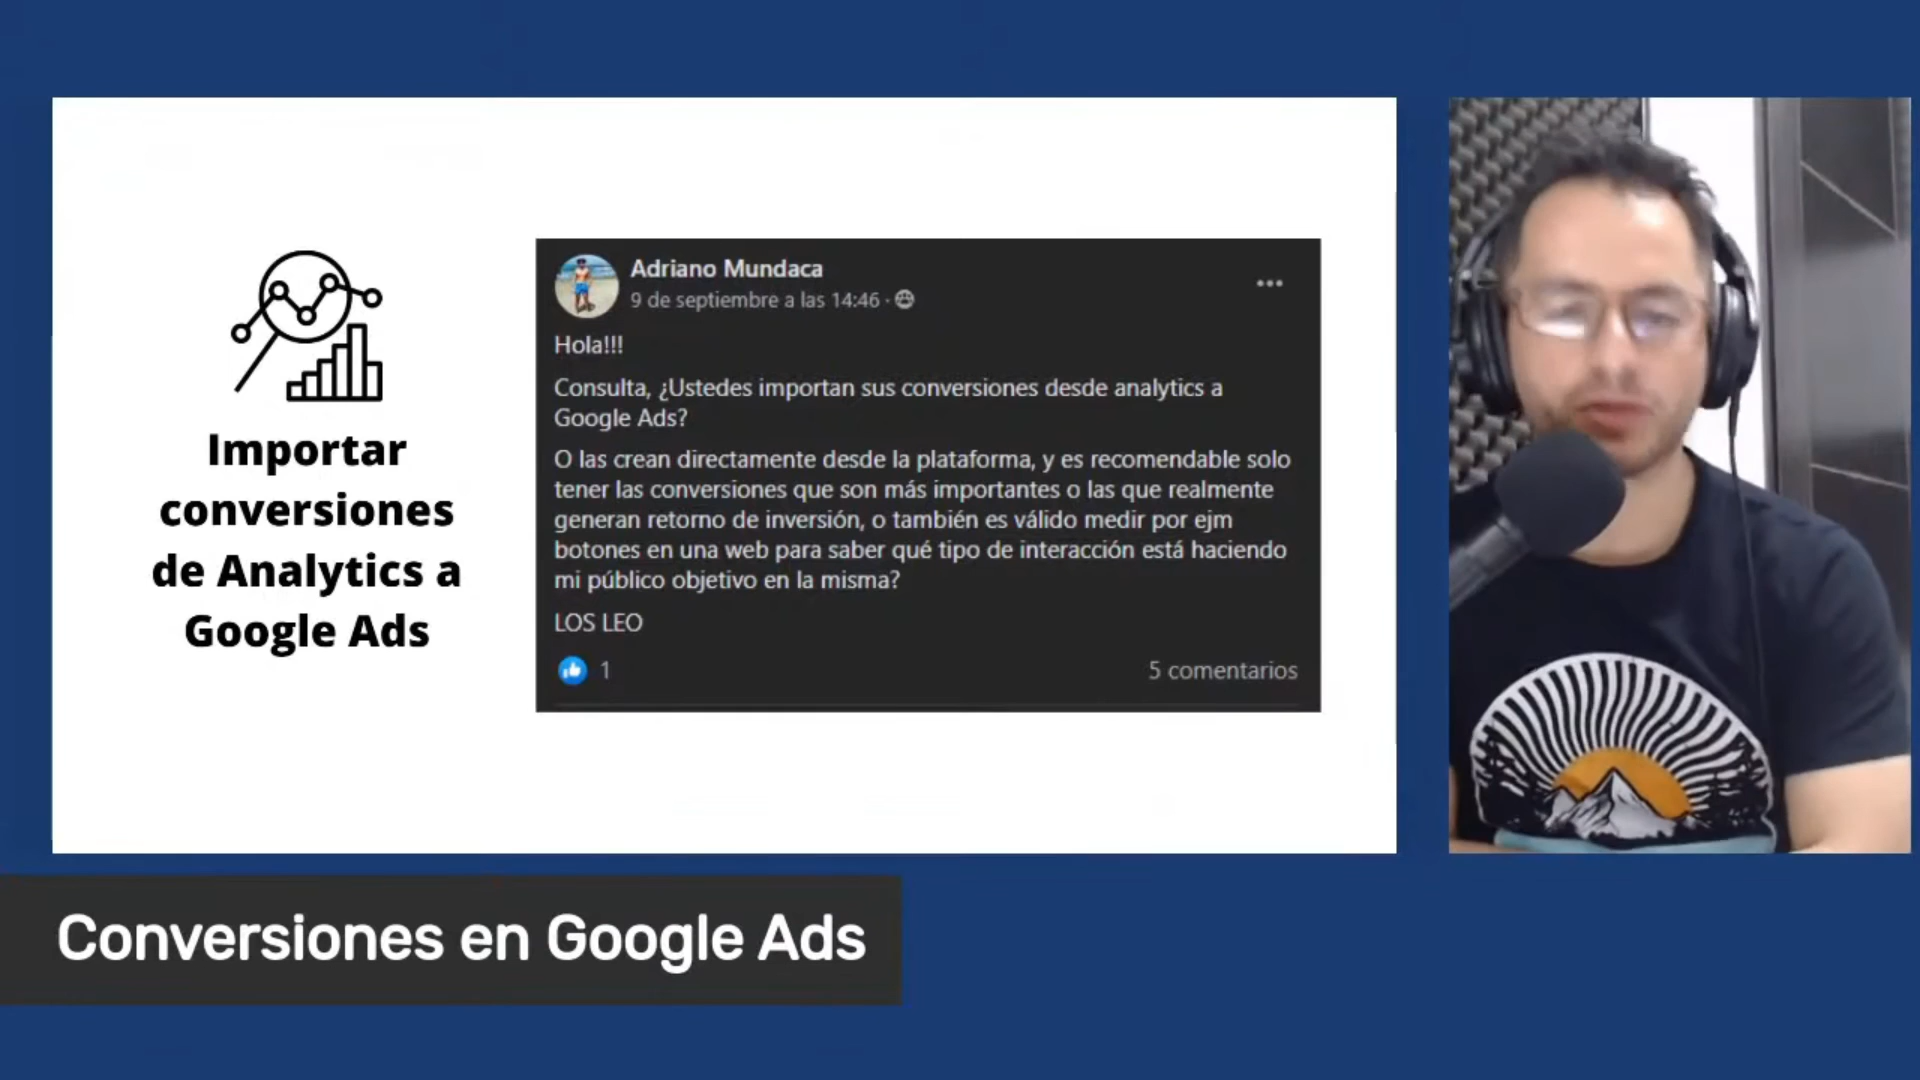 Importar
conversiones
de Analytics a
Google Ads
Adriano Mundaca
9 de septiembre a las 14:46 ·
Hola!!!
Consulta, ¿Ustedes importan sus conversiones desde analytics a
Google Ads?
O las crean directamente desde la plataforma, y es recomendable solo
tener las conversiones que son más importantes o las que realmente
generan retorno de inversión, o también es válido medir por ejm
botones en una web para saber qué tipo de interacción está haciendo
mi público objetivo en la misma?
LOS LEO
1
5 comentarios
Conversiones en Google Ads